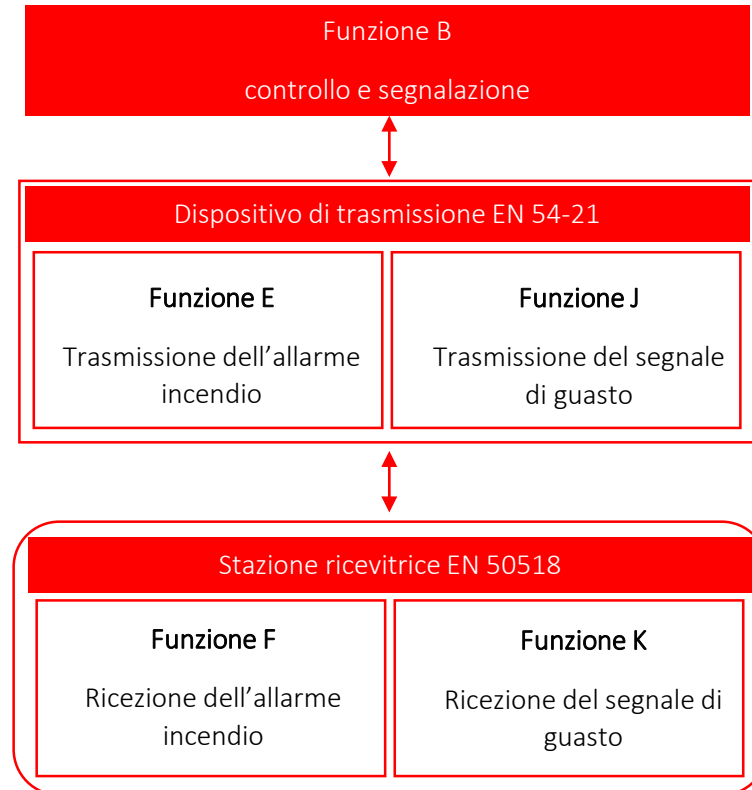 Funzione B
controllo e segnalazione
Dispositivo di trasmissione EN 54-21
Funzione E
Trasmissione dell’allarme
incendio
Funzione J
Trasmissione del segnale
di guasto
Stazione ricevitrice EN 50518
Funzione F
Ricezione dell’allarme
incendio
Funzione K
Ricezione del segnale di
guasto